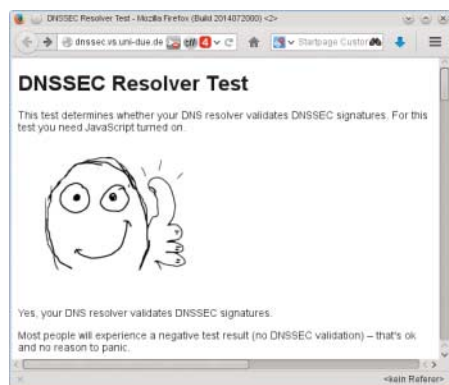 DNSSEC Resolver Test - Mozilla Firefox (Build 20140720000) <2>
dnssec.vs.uni-due.de
4
Startpage Custor
DNSSEC Resolver Test
This test determines whether your DNS resolver validates DNSSEC signatures. For this
test you need JavaScript turned on.
Yes, your DNS resolver validates DNSSEC signatures.
Most people will experience a negative test result (no DNSSEC validation) – that's ok
and no reason to panic.
<kein Referer>